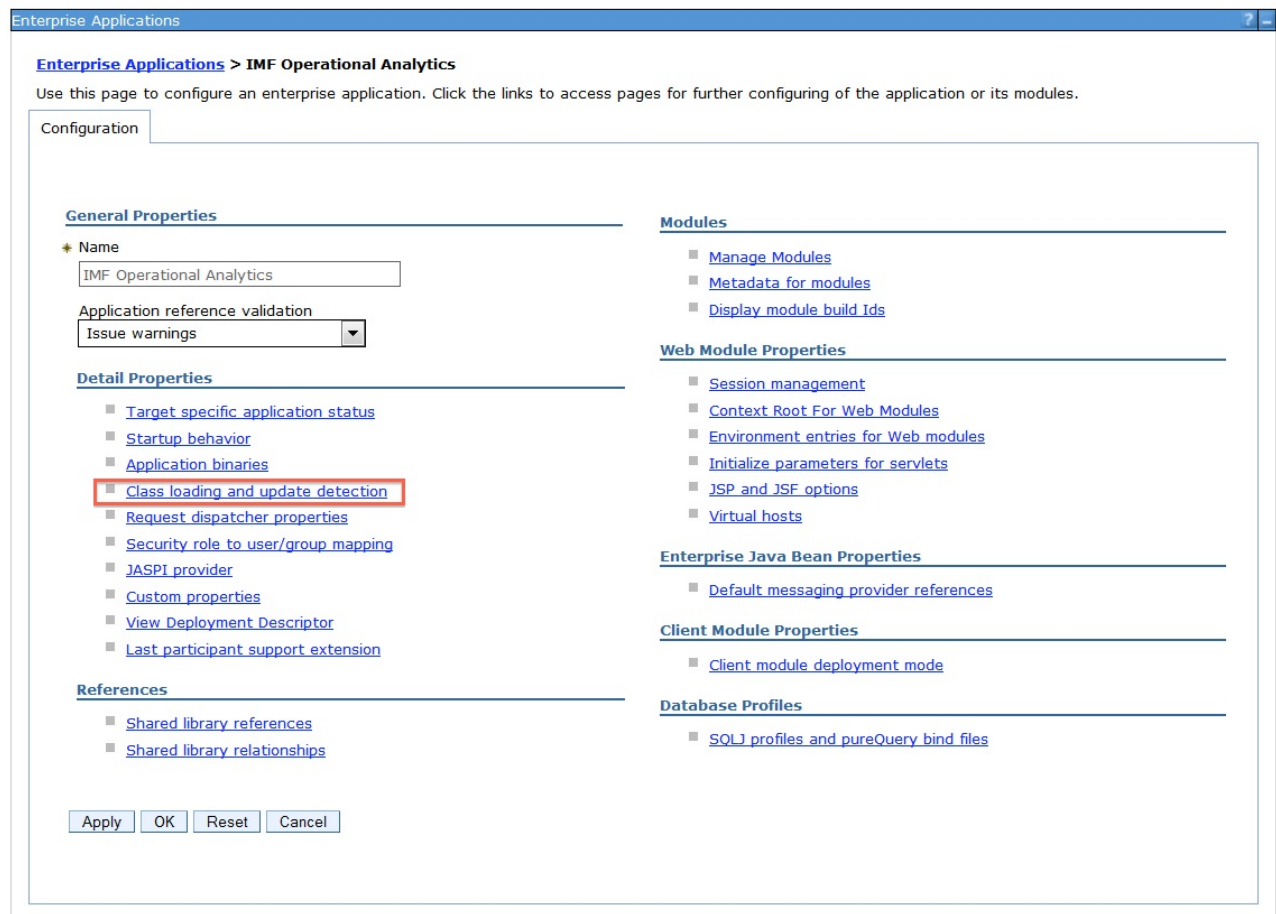 Enterprise Applications
? -
Enterprise Applications > IMF Operational Analytics
Use this page to configure an enterprise application. Click the links to access pages for further configuring of the application or its modules.
Configuration
General Properties
Name
IMF Operational Analytics
Application reference validation
Issue warnings
Detail Properties
Target specific application status
Startup behavior
Application binaries
Class loading and update detection
Request dispatcher properties
Security role to user/group mapping
JASPI provider
Custom properties
View Deployment Descriptor
Last participant support extension
References
Shared library references
Shared library relationships
Modules
Manage Modules
Metadata for modules
Display module build Ids
Web Module Properties
Session management
Context Root For Web Modules
Environment entries for Web modules
Initialize parameters for servlets
JSP and JSF options
Virtual hosts
Enterprise Java Bean Properties
Default messaging provider references
Client Module Properties
Client module deployment mode
Database Profiles
SQLJ profiles and pureQuery bind files
Apply OK Reset Cancel